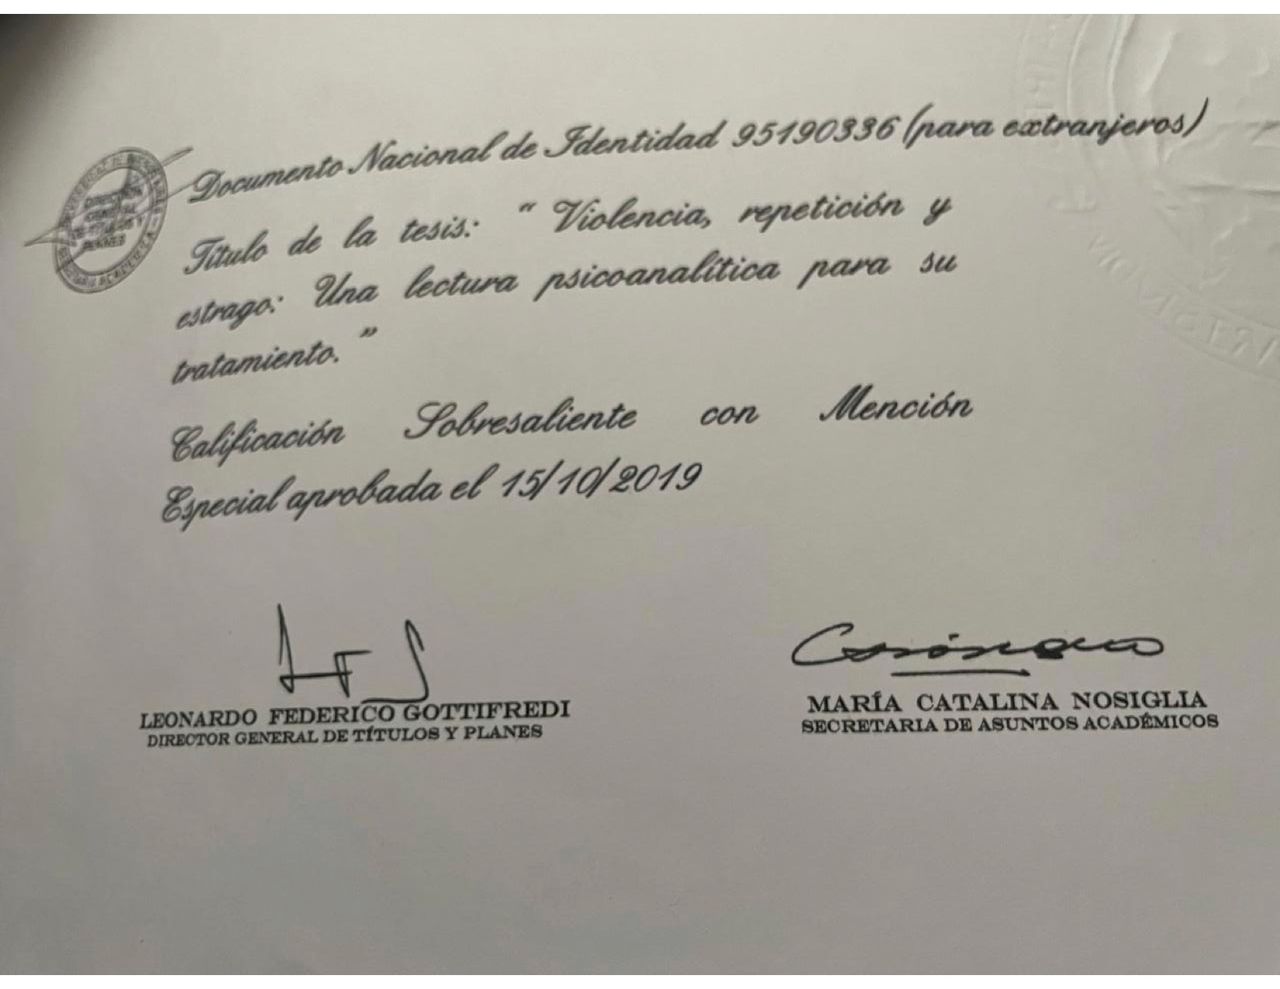 Documento Nacional de Identidad 95190336 (para extranjeros)
Título de la tesis: “ Violencia, repetición y
estrago: Una lectura psicoanalítica para su
tratamiento. ”
Calificación Sobresaliente con Mención
Especial aprobada el 15/10/2019
LEONARDO FEDERICO GOTTIFREDI
DIRECTOR GENERAL DE TÍTULOS Y PLANES
MARÍA CATALINA NOSIGLIA
SECRETARIA DE ASUNTOS ACADÉMICOS